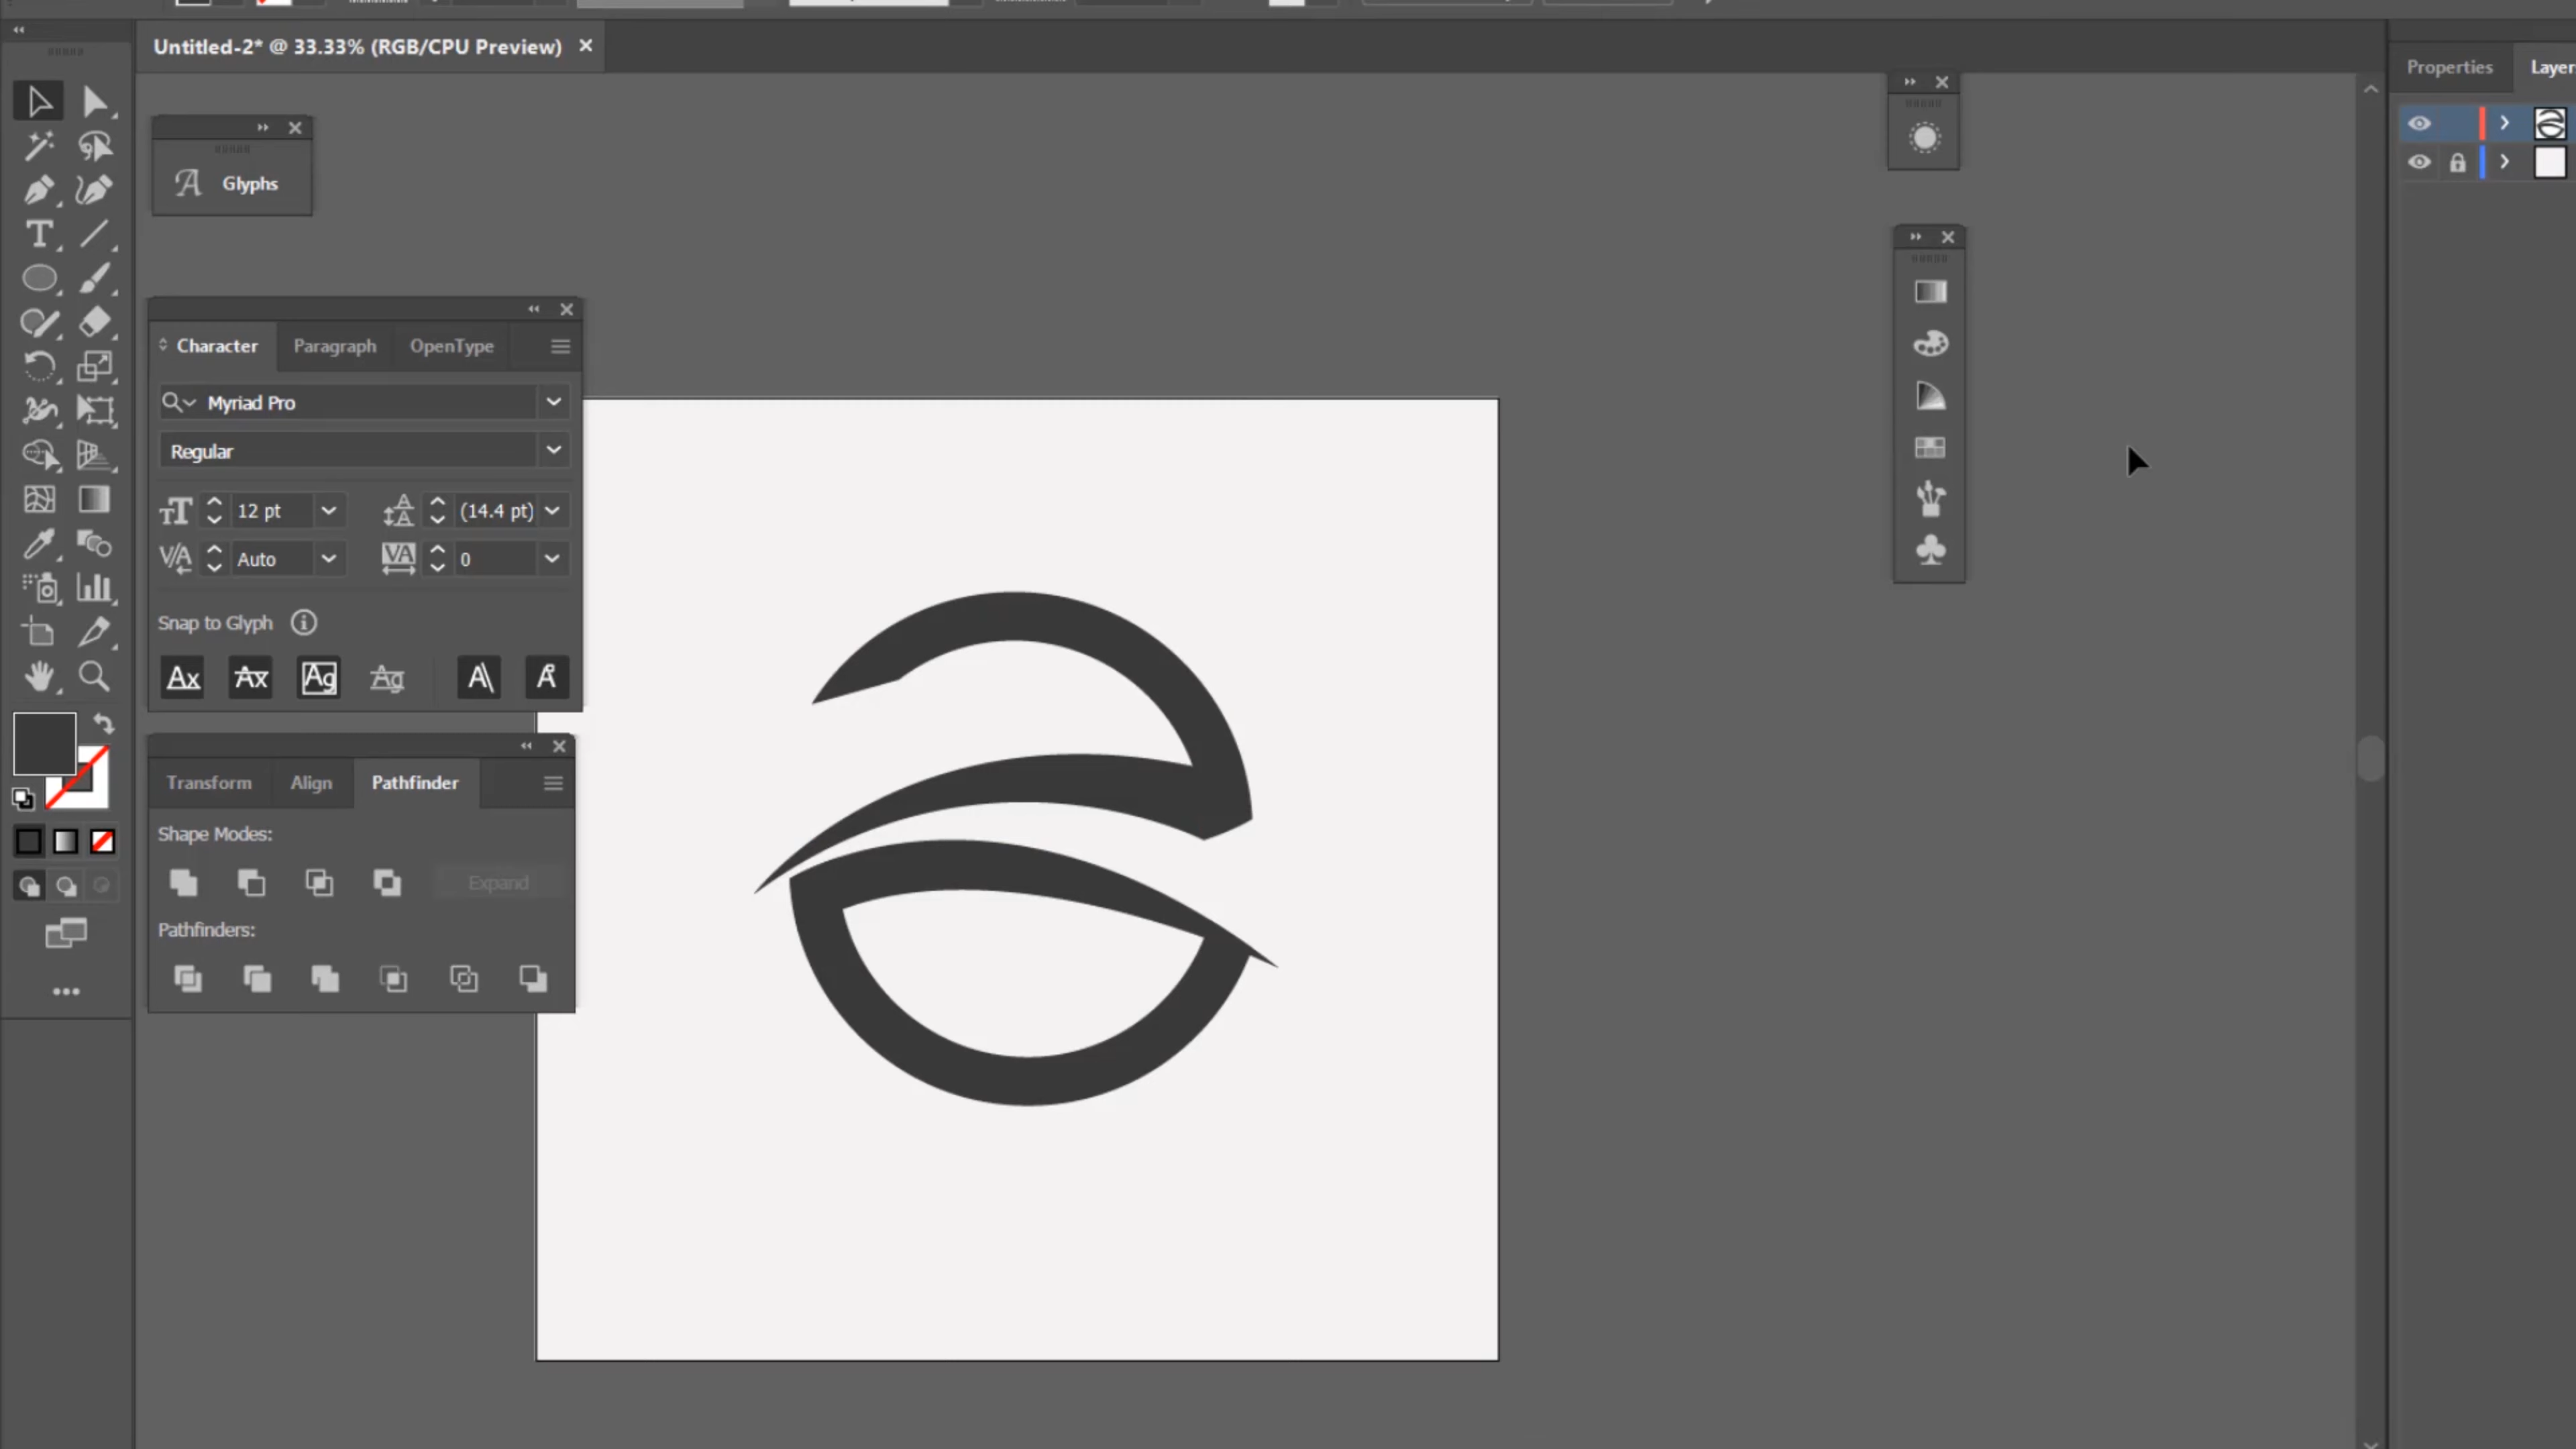 Untitled-2* @ 33.33% (RGB/CPU Preview)
Properties
Layer
Glyphs
Character
Paragraph
OpenType
Myriad Pro
Regular
12 pt
(14.4 pt)
Auto
0
Snap to Glyph
Transform
Align
Pathfinder
Shape Modes:
Expand
Pathfinders: